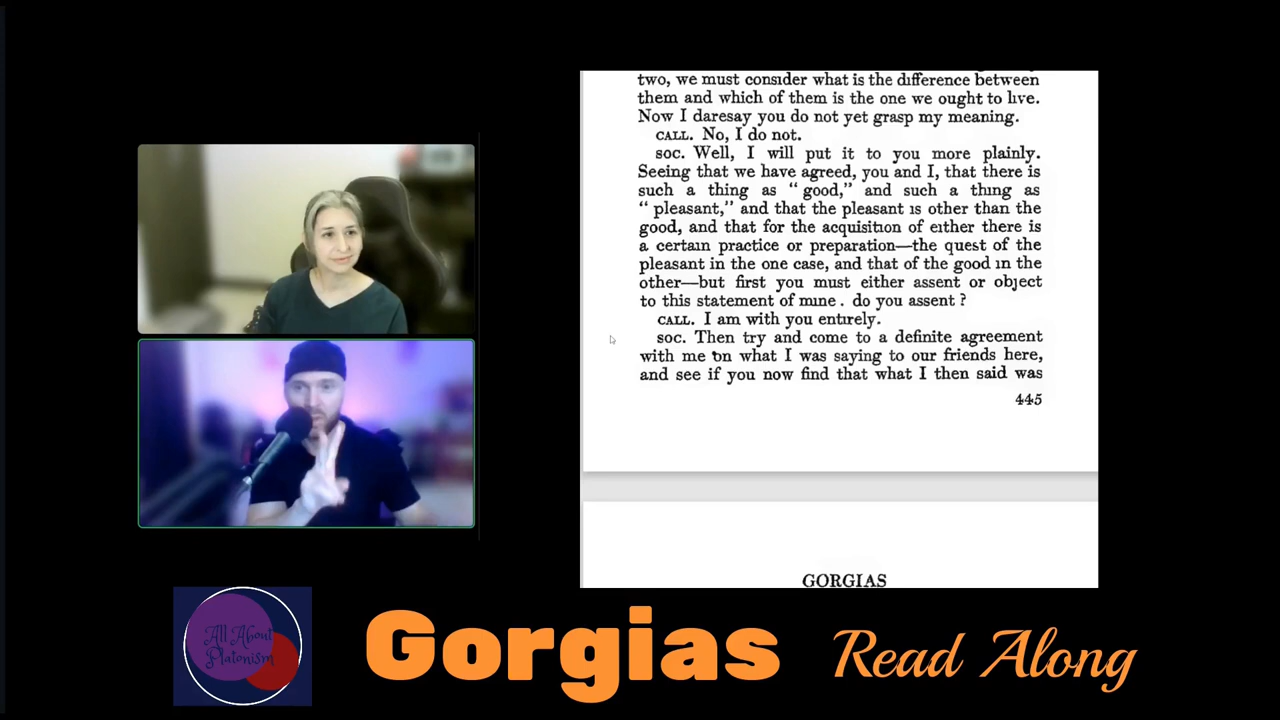 two, we must consider what is the difference between
them and which of them is the one we ought to live.
Now I daresay you do not yet grasp my meaning.
CALL. No, I do not.
SOC. Well, I will put it to you more plainly.
Seeing that we have agreed, you and I, that there is
such a thing as “ good,” and such a thing as
“ pleasant,” and that the pleasant is other than the
good, and that for the acquisition of either there is
a certain practice or preparation—the quest of the
pleasant in the one case, and that of the good in the
other—but first you must either assent or object
to this statement of mine . do you assent ?
CALL. I am with you entirely.
SOC. Then try and come to a definite agreement
with me on what I was saying to our friends here,
and see if you now find that what I then said was
445
GORGIAS
All About
Platonism
Gorgias Read Along